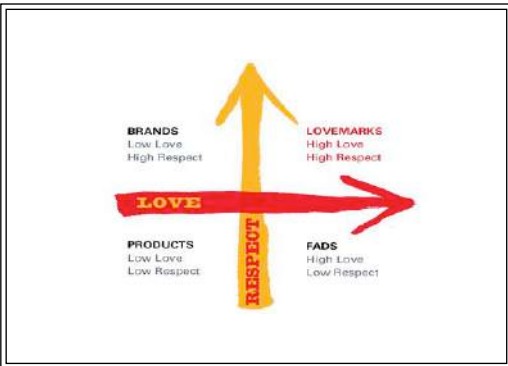 BRANDS
Low Love
High Respect
LOVEMARKS
High Love
High Respect
LOVE
RESPECT
PRODUCTS
Low Love
Low Respect
FADS
High Love
Low Respect